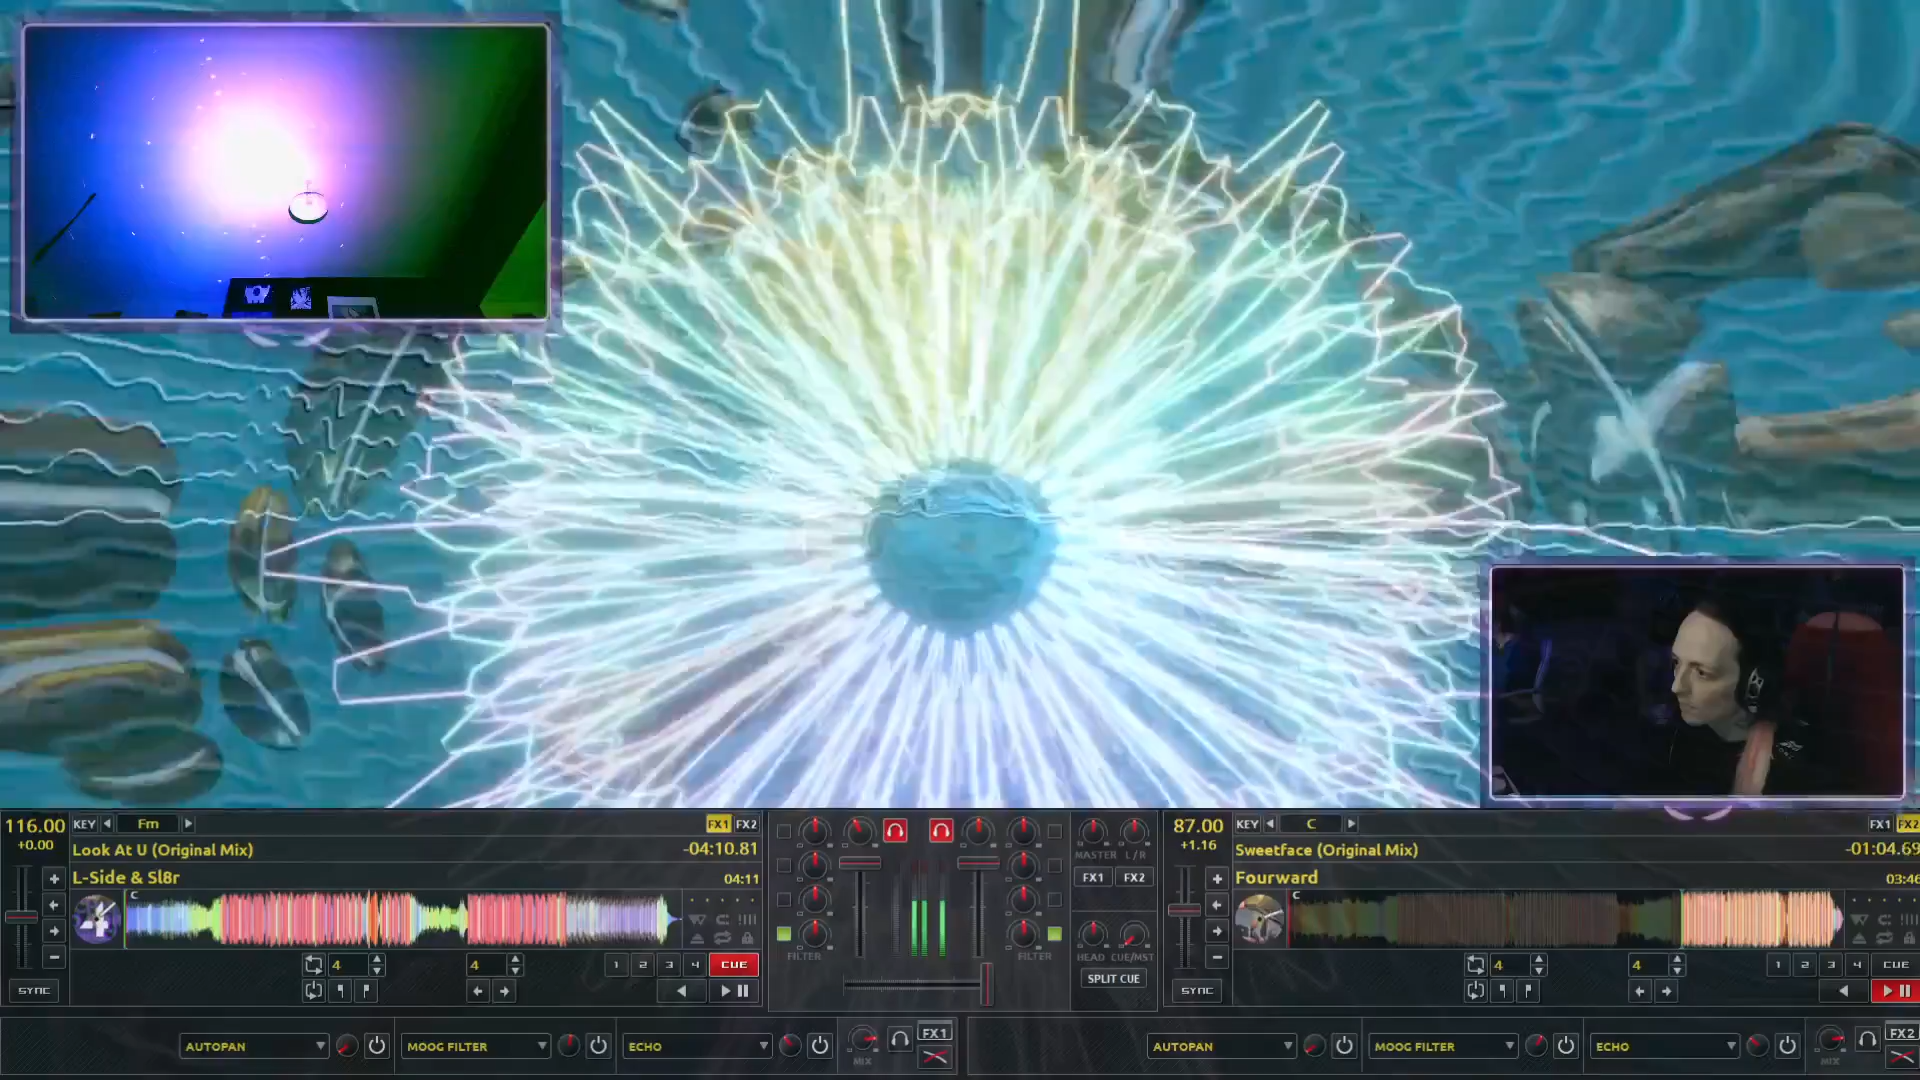 116.00 KEY Fm FX1 FX2
+0.00
Look At U (Original Mix) -04:10.81
L-Side & Sl8r 04:11
C
4 4 1 2 3 4 CUE
SYNC
FILTER FILTER
MASTER L/R
FX1 FX2
HEAD CUE/MST
SPLIT CUE
87.00 KEY C FX1 FX2
+1.16
Sweetface (Original Mix) -01:04.69
Fourward 03:46
C
4 4 1 2 3 4 CUE
SYNC
AUTOPAN MOOG FILTER ECHO MIX FX1
AUTOPAN MOOG FILTER ECHO MIX FX2